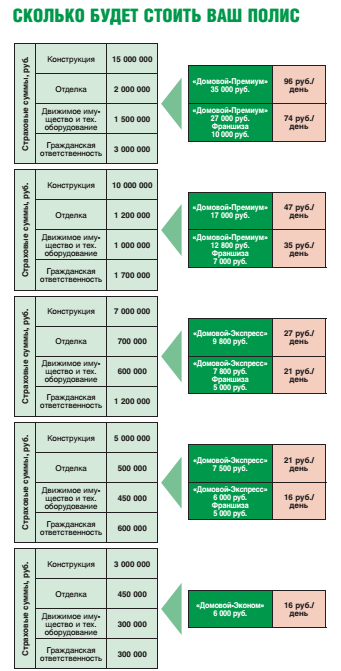 СКОЛЬКО БУДЕТ СТОИТЬ ВАШ ПОЛИС
Страховые суммы, руб.
Конструкция 15 000 000
Отделка 2 000 000
Движимое иму-
щество и тех.
оборудование 1 500 000
Гражданская
ответственность 3 000 000
«Домовой-Премиум»
35 000 руб.
96 руб./
день
«Домовой-Премиум»
27 000 руб.
Франшиза
10 000 руб.
74 руб./
день
Страховые суммы, руб.
Конструкция 10 000 000
Отделка 1 200 000
Движимое иму-
щество и тех.
оборудование 1 000 000
Гражданская
ответственность 1 700 000
«Домовой-Премиум»
17 000 руб.
47 руб./
день
«Домовой-Премиум»
12 800 руб.
Франшиза
7 000 руб.
35 руб./
день
Страховые суммы, руб.
Конструкция 7 000 000
Отделка 700 000
Движимое иму-
щество и тех.
оборудование 600 000
Гражданская
ответственность 1 200 000
«Домовой-Экспресс»
9 800 руб.
27 руб./
день
«Домовой-Экспресс»
7 800 руб.
Франшиза
5 000 руб.
21 руб./
день
Страховые суммы, руб.
Конструкция 5 000 000
Отделка 500 000
Движимое иму-
щество и тех.
оборудование 450 000
Гражданская
ответственность 600 000
«Домовой-Экспресс»
7 500 руб.
21 руб./
день
«Домовой-Экспресс»
6 000 руб.
Франшиза
5 000 руб.
16 руб./
день
Страховые суммы, руб.
Конструкция 3 000 000
Отделка 450 000
Движимое иму-
щество и тех.
оборудование 300 000
Гражданская
ответственность 300 000
«Домовой-Эконом»
6 000 руб.
16 руб./
день